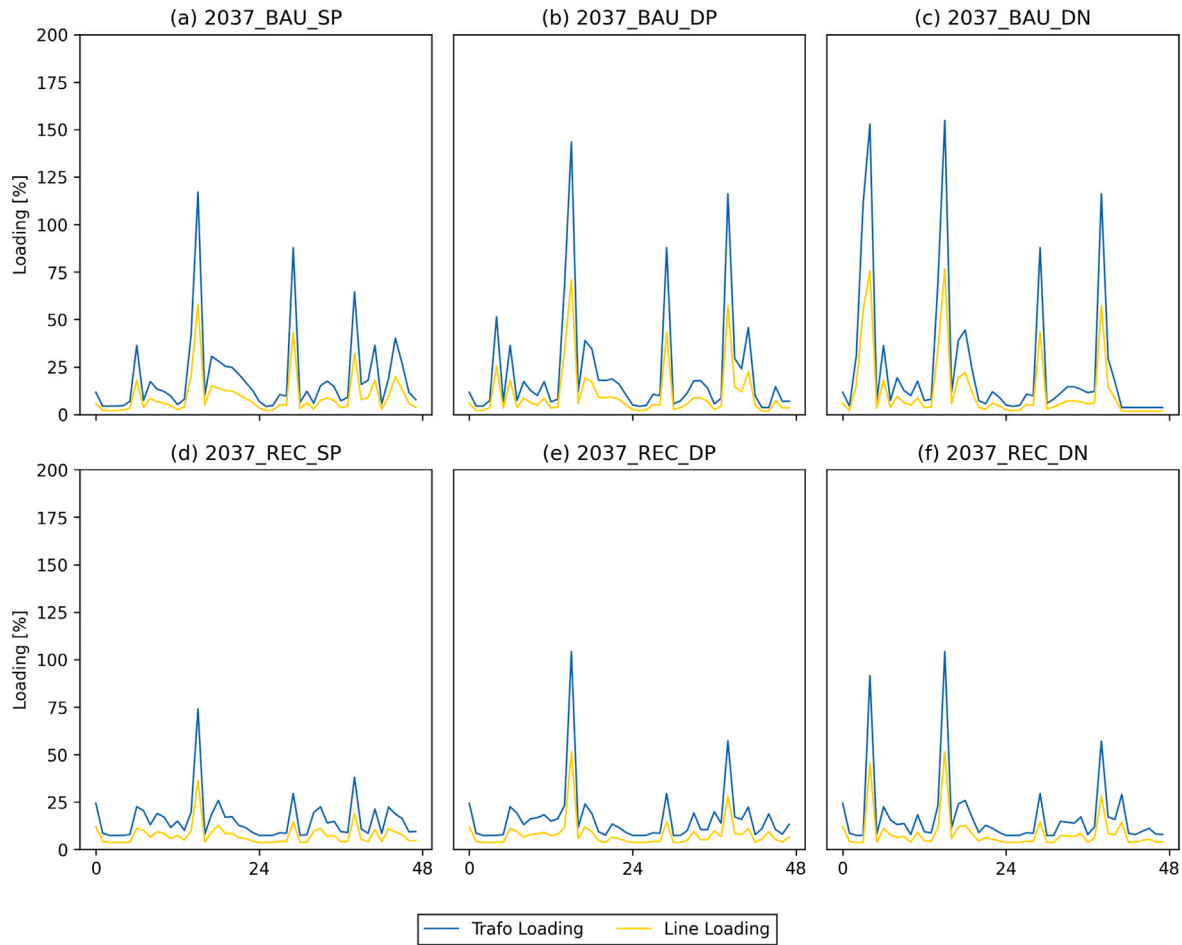 (a) 2037_BAU_SP
(b) 2037_BAU_DP
(c) 2037_BAU_DN
200
175
150
125
100
75
50
25
0
Loading [%]
0
24
48
0
24
48
0
24
48
(d) 2037_REC_SP
(e) 2037_REC_DP
(f) 2037_REC_DN
200
175
150
125
100
75
50
25
0
Loading [%]
Trafo Loading
Line Loading